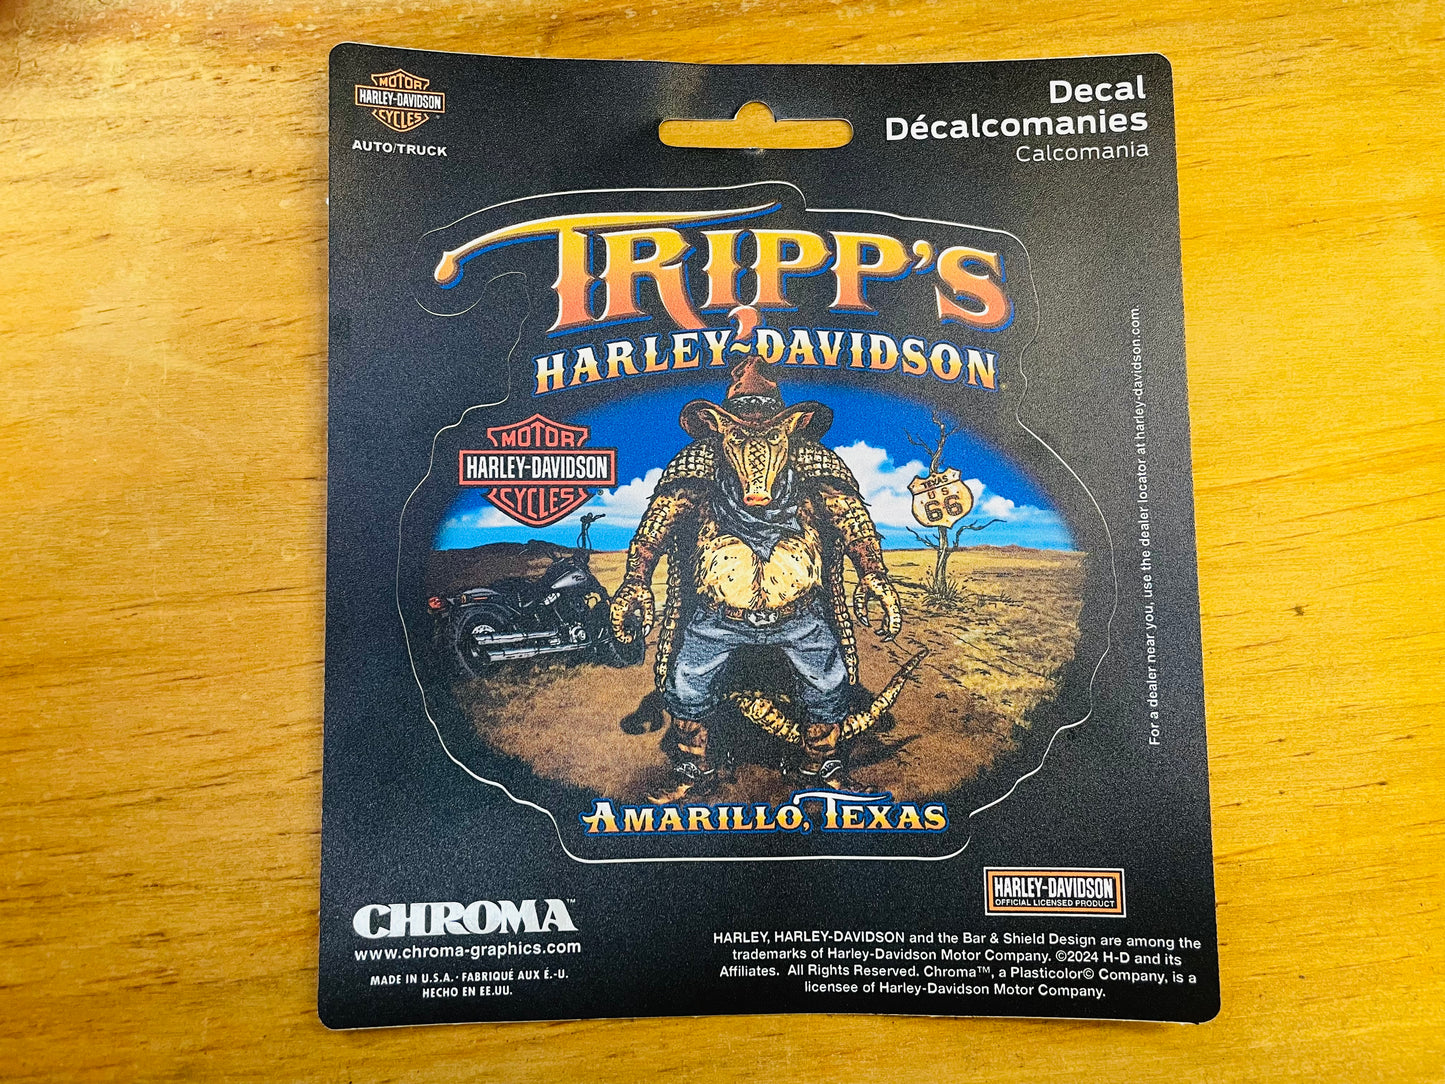 MOTOR
HARLEY-DAVIDSON
CYCLES
AUTO/TRUCK
Decal
Décalcomanies
Calcomania
TRIPP'S
HARLEY-DAVIDSON
MOTOR
HARLEY-DAVIDSON
CYCLES
TEXAS
U S
66
AMARILLO, TEXAS
For a dealer near you, use the dealer locator at harley-davidson.com
CHROMA™
www.chroma-graphics.com
MADE IN U.S.A. · FABRIQUÉ AUX É.-U.
HECHO EN EE.UU.
HARLEY-DAVIDSON
OFFICIAL LICENSED PRODUCT
HARLEY, HARLEY-DAVIDSON and the Bar & Shield Design are among the
trademarks of Harley-Davidson Motor Company. ©2024 H-D and its
Affiliates. All Rights Reserved. Chroma™, a Plasticolor© Company, is a
licensee of Harley-Davidson Motor Company.